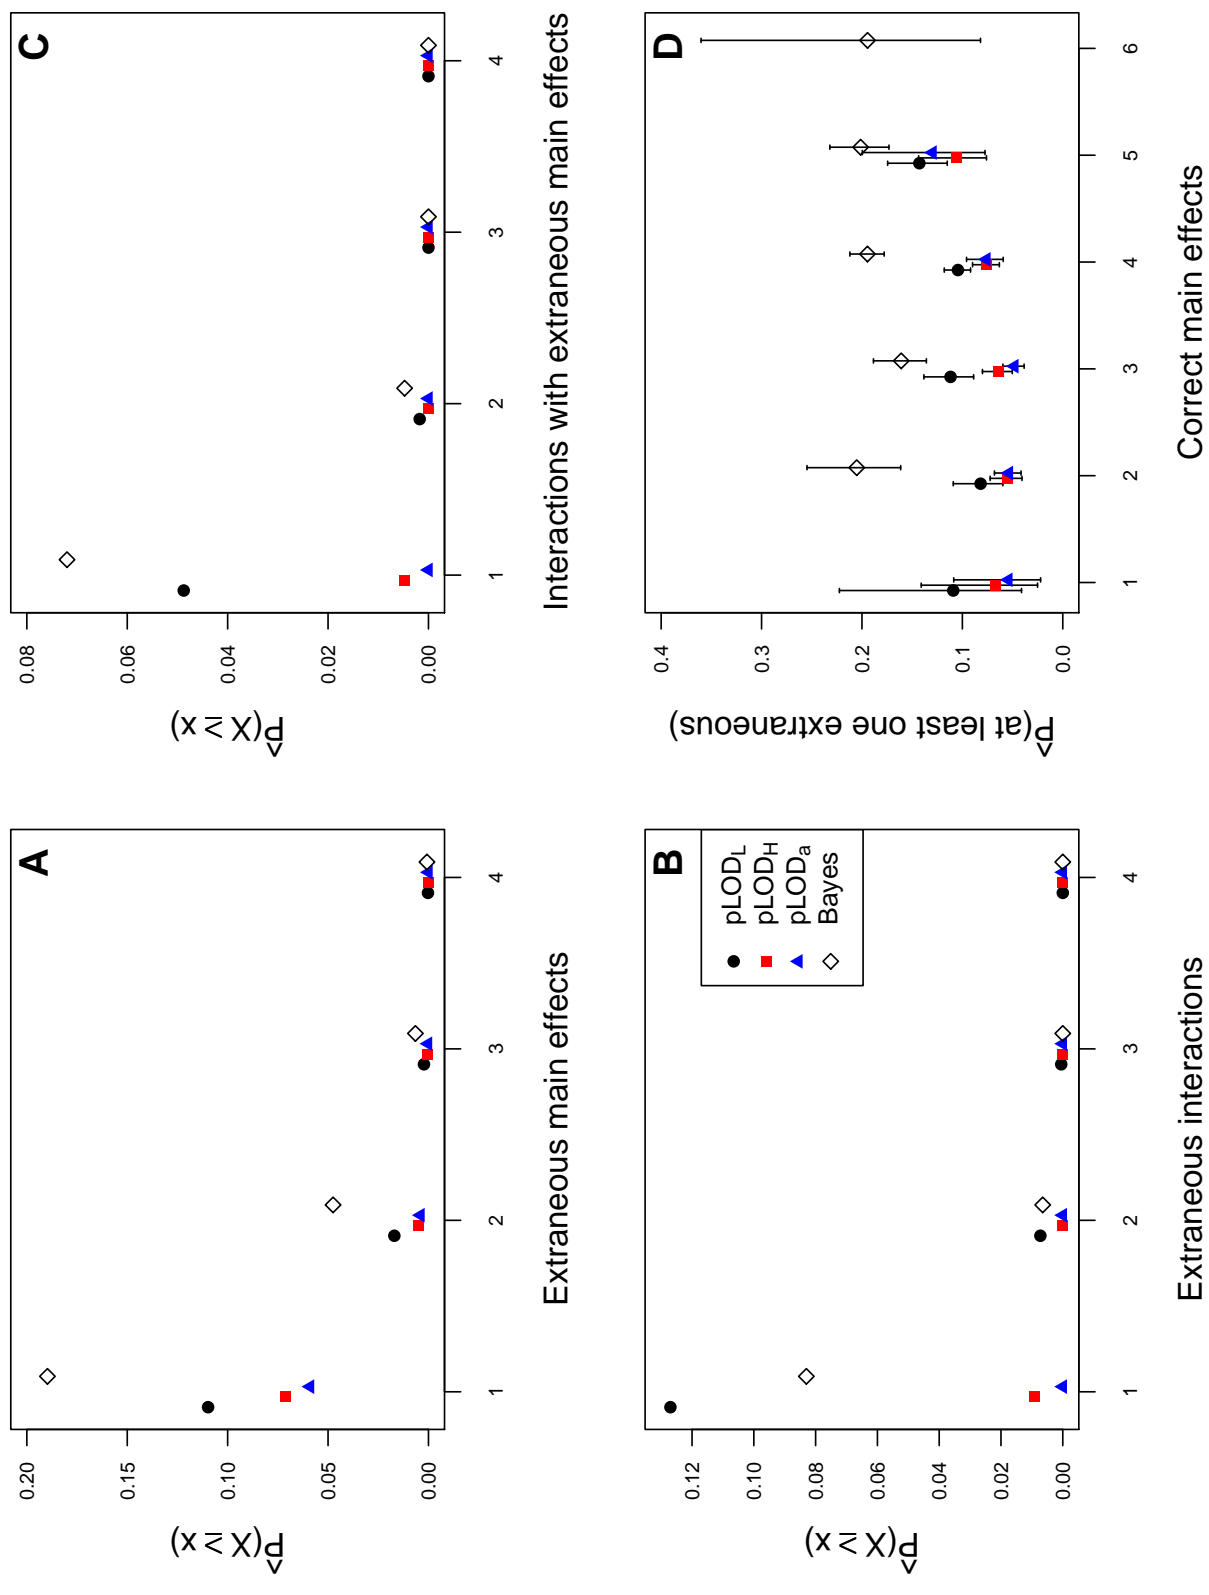 A
0.20
0.15
0.10
0.05
0.00
P̂(X ≥ x)
1
2
3
4
Extraneous main effects
C
0.08
0.06
0.04
0.02
0.00
P̂(X ≥ x)
1
2
3
4
Interactions with extraneous main effects
B
0.12
0.10
0.08
0.06
0.04
0.02
0.00
P̂(X ≥ x)
pLOD_L
pLOD_H
pLOD_a
Bayes
1
2
3
4
Extraneous interactions
D
0.4
0.3
0.2
0.1
0.0
P̂(at least one extraneous)
1
2
3
4
5
6
Correct main effects